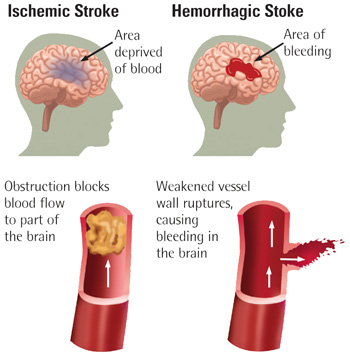 Ischemic Stroke
Area
deprived
of blood
Obstruction blocks
blood flow
to part of
the brain
Hemorrhagic Stoke
Area of
bleeding
Weakened vessel
wall ruptures,
causing
bleeding in
the brain